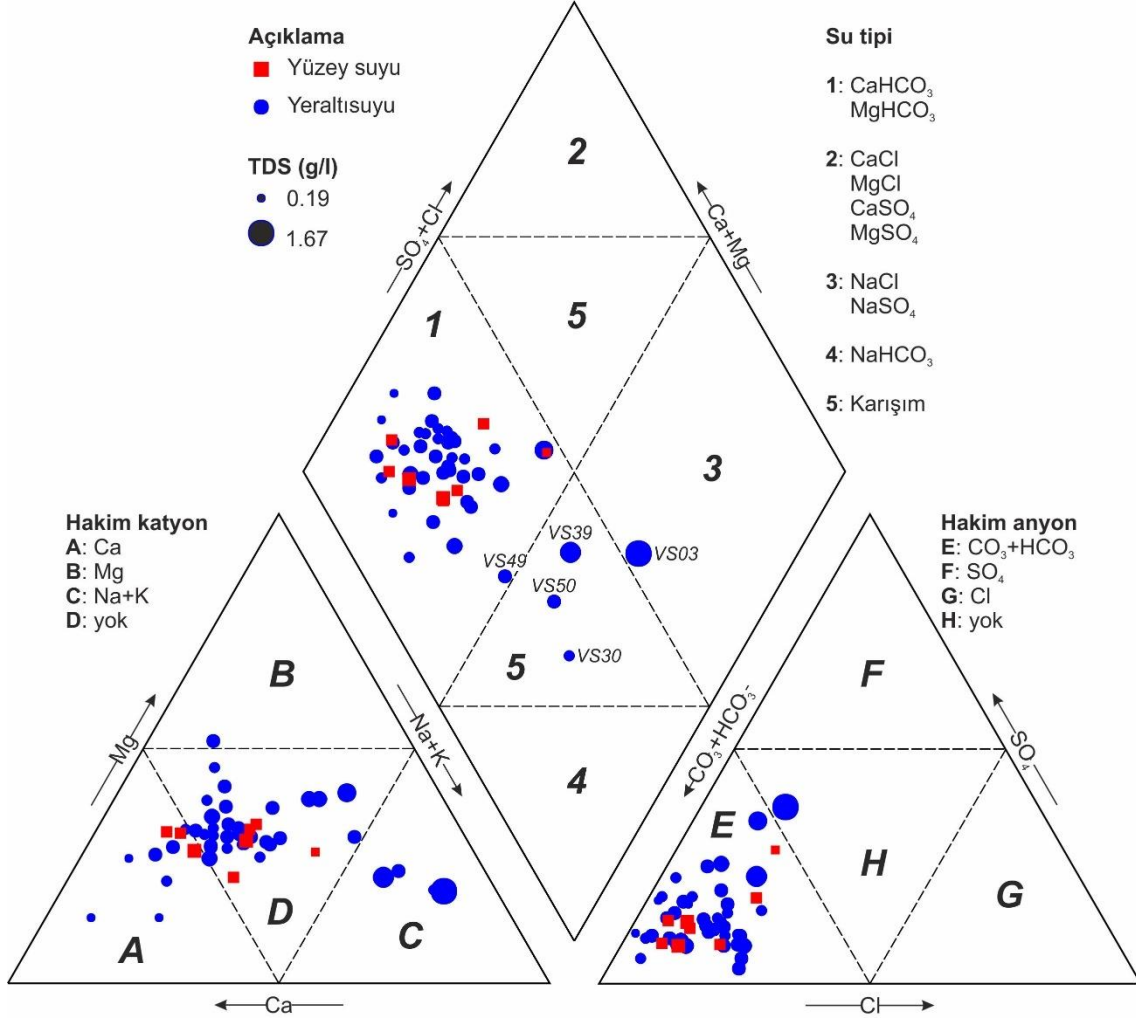 Açıklama
Yüzey suyu
Yeraltısuyu
TDS (g/l)
0.19
1.67
Su tipi
1: CaHCO₃
MgHCO₃
2: CaCl
MgCl
CaSO₄
MgSO₄
3: NaCl
NaSO₄
4: NaHCO₃
5: Karışım
SO₄+Cl
Ca+Mg
2
1
5
3
VS39
VS03
VS49
VS50
VS30
5
4
Hakim katyon
A: Ca
B: Mg
C: Na+K
D: yok
Mg
Na+K
B
D
A
C
Ca
Hakim anyon
E: CO₃+HCO₃
F: SO₄
G: Cl
H: yok
CO₃+HCO₃⁻
SO₄
F
E
H
G
Cl